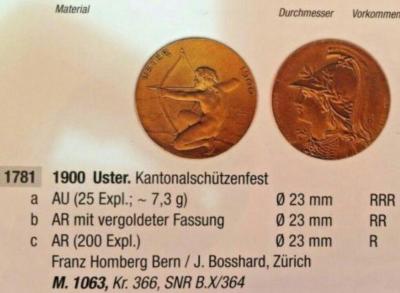 Material Durchmesser Vorkommen
USTER 1900
1781 1900 Uster. Kantonalschützenfest
a AU (25 Expl.; ~ 7,3 g) Ø 23 mm RRR
b AR mit vergoldeter Fassung Ø 23 mm RR
c AR (200 Expl.) Ø 23 mm R
Franz Homberg Bern / J. Bosshard, Zürich
M. 1063, Kr. 366, SNR B.X/364